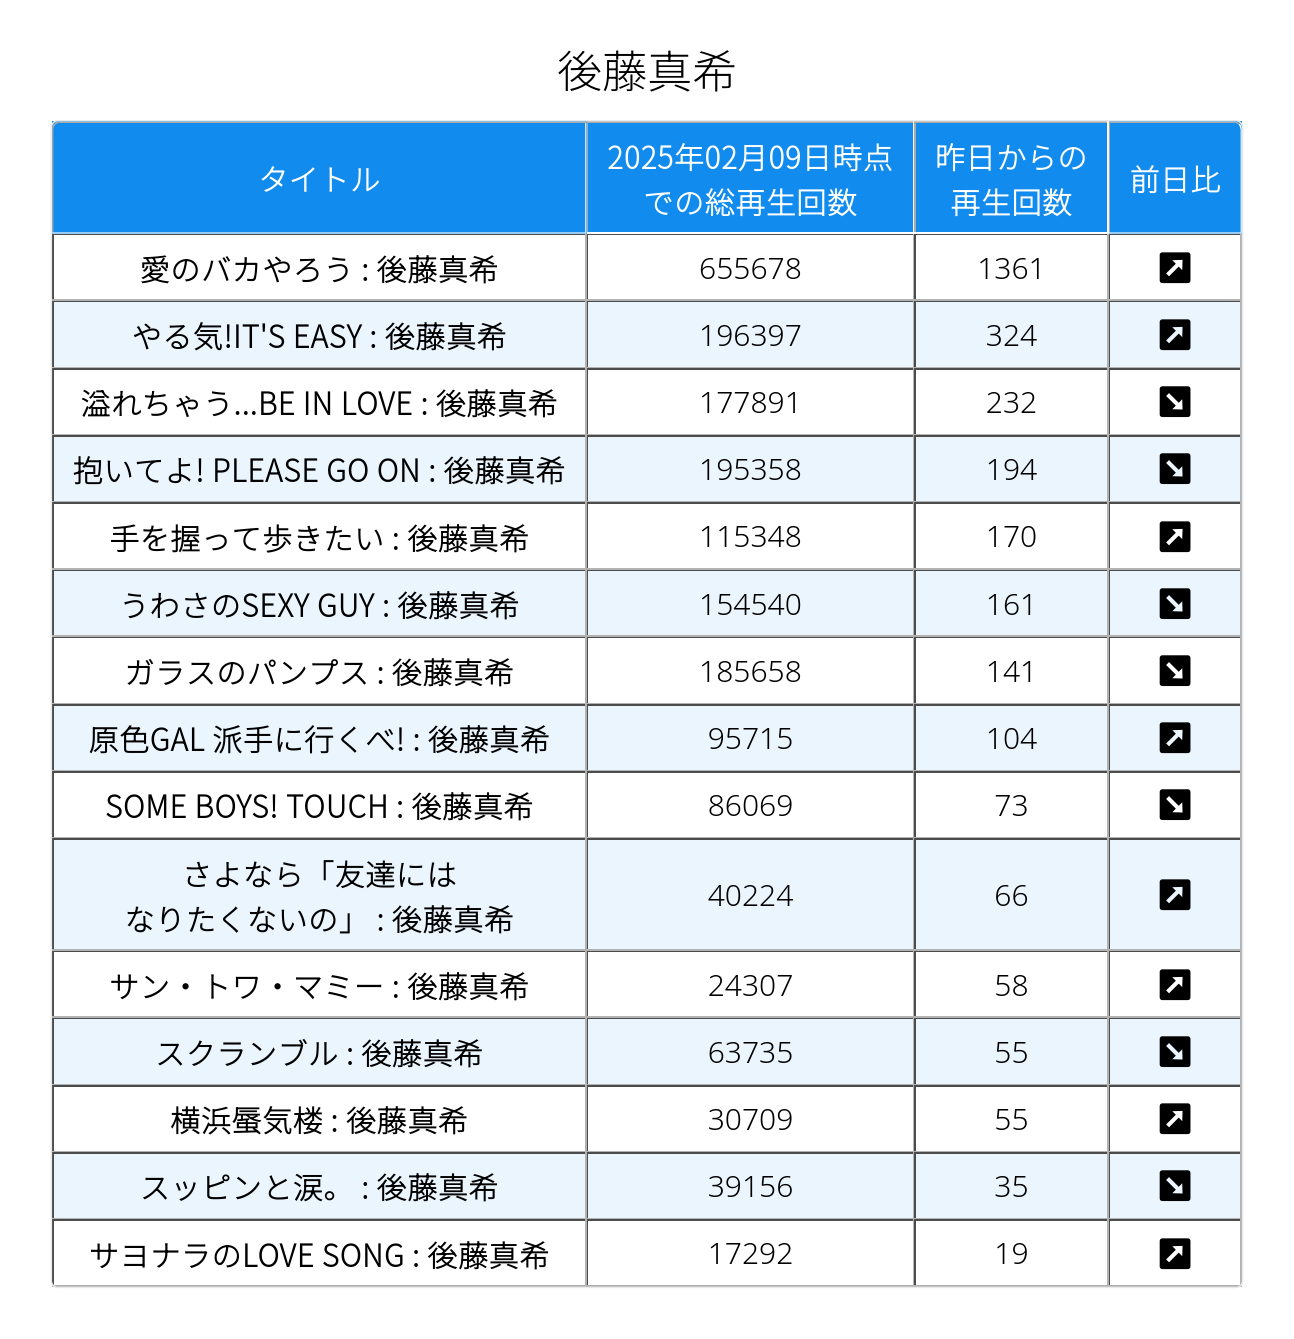 後藤真希
タイトル
2025年02月09日時点
での総再生回数
昨日からの
再生回数
前日比
愛のバカやろう : 後藤真希 655678 1361 ↗
やる気!IT'S EASY : 後藤真希 196397 324 ↗
溢れちゃう...BE IN LOVE : 後藤真希 177891 232 ↘
抱いてよ! PLEASE GO ON : 後藤真希 195358 194 ↘
手を握って歩きたい : 後藤真希 115348 170 ↗
うわさのSEXY GUY : 後藤真希 154540 161 ↘
ガラスのパンプス : 後藤真希 185658 141 ↘
原色GAL 派手に行くべ! : 後藤真希 95715 104 ↗
SOME BOYS! TOUCH : 後藤真希 86069 73 ↘
さよなら「友達には
なりたくないの」 : 後藤真希 40224 66 ↗
サン・トワ・マミー : 後藤真希 24307 58 ↗
スクランブル : 後藤真希 63735 55 ↘
横浜蜃気楼 : 後藤真希 30709 55 ↗
スッピンと涙。 : 後藤真希 39156 35 ↘
サヨナラのLOVE SONG : 後藤真希 17292 19 ↗